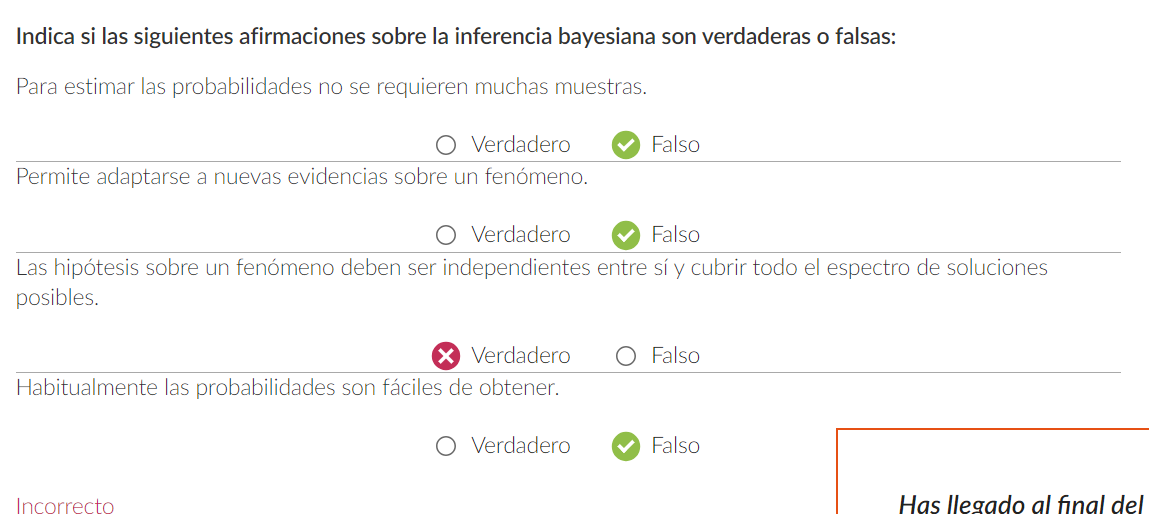 Indica si las siguientes afirmaciones sobre la inferencia bayesiana son verdaderas o falsas:
Para estimar las probabilidades no se requieren muchas muestras.
Verdadero Falso
Permite adaptarse a nuevas evidencias sobre un fenómeno.
Verdadero Falso
Las hipótesis sobre un fenómeno deben ser independientes entre sí y cubrir todo el espectro de soluciones
posibles.
Verdadero Falso
Habitualmente las probabilidades son fáciles de obtener.
Verdadero Falso
Incorrecto
Has llegado al final del